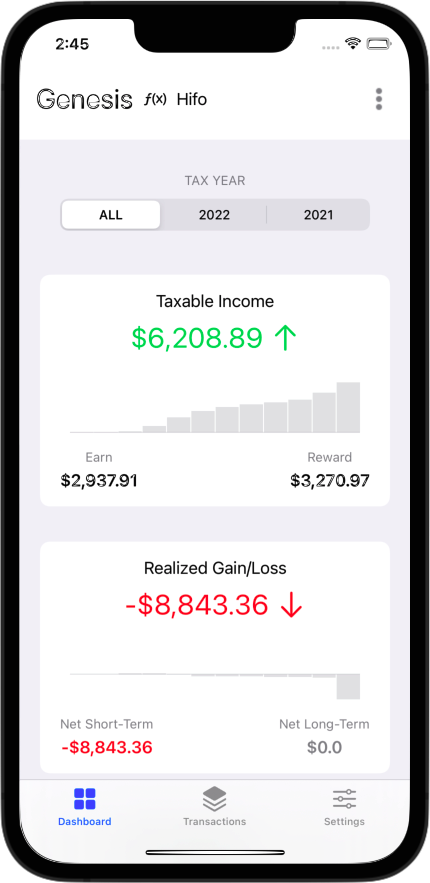 2:45
Genesis ƒ(x) Hifo
TAX YEAR
ALL 2022 2021
Taxable Income
$6,208.89 ↑
Earn Reward
$2,937.91 $3,270.97
Realized Gain/Loss
-$8,843.36 ↓
Net Short-Term Net Long-Term
-$8,843.36 $0.0
Dashboard Transactions Settings